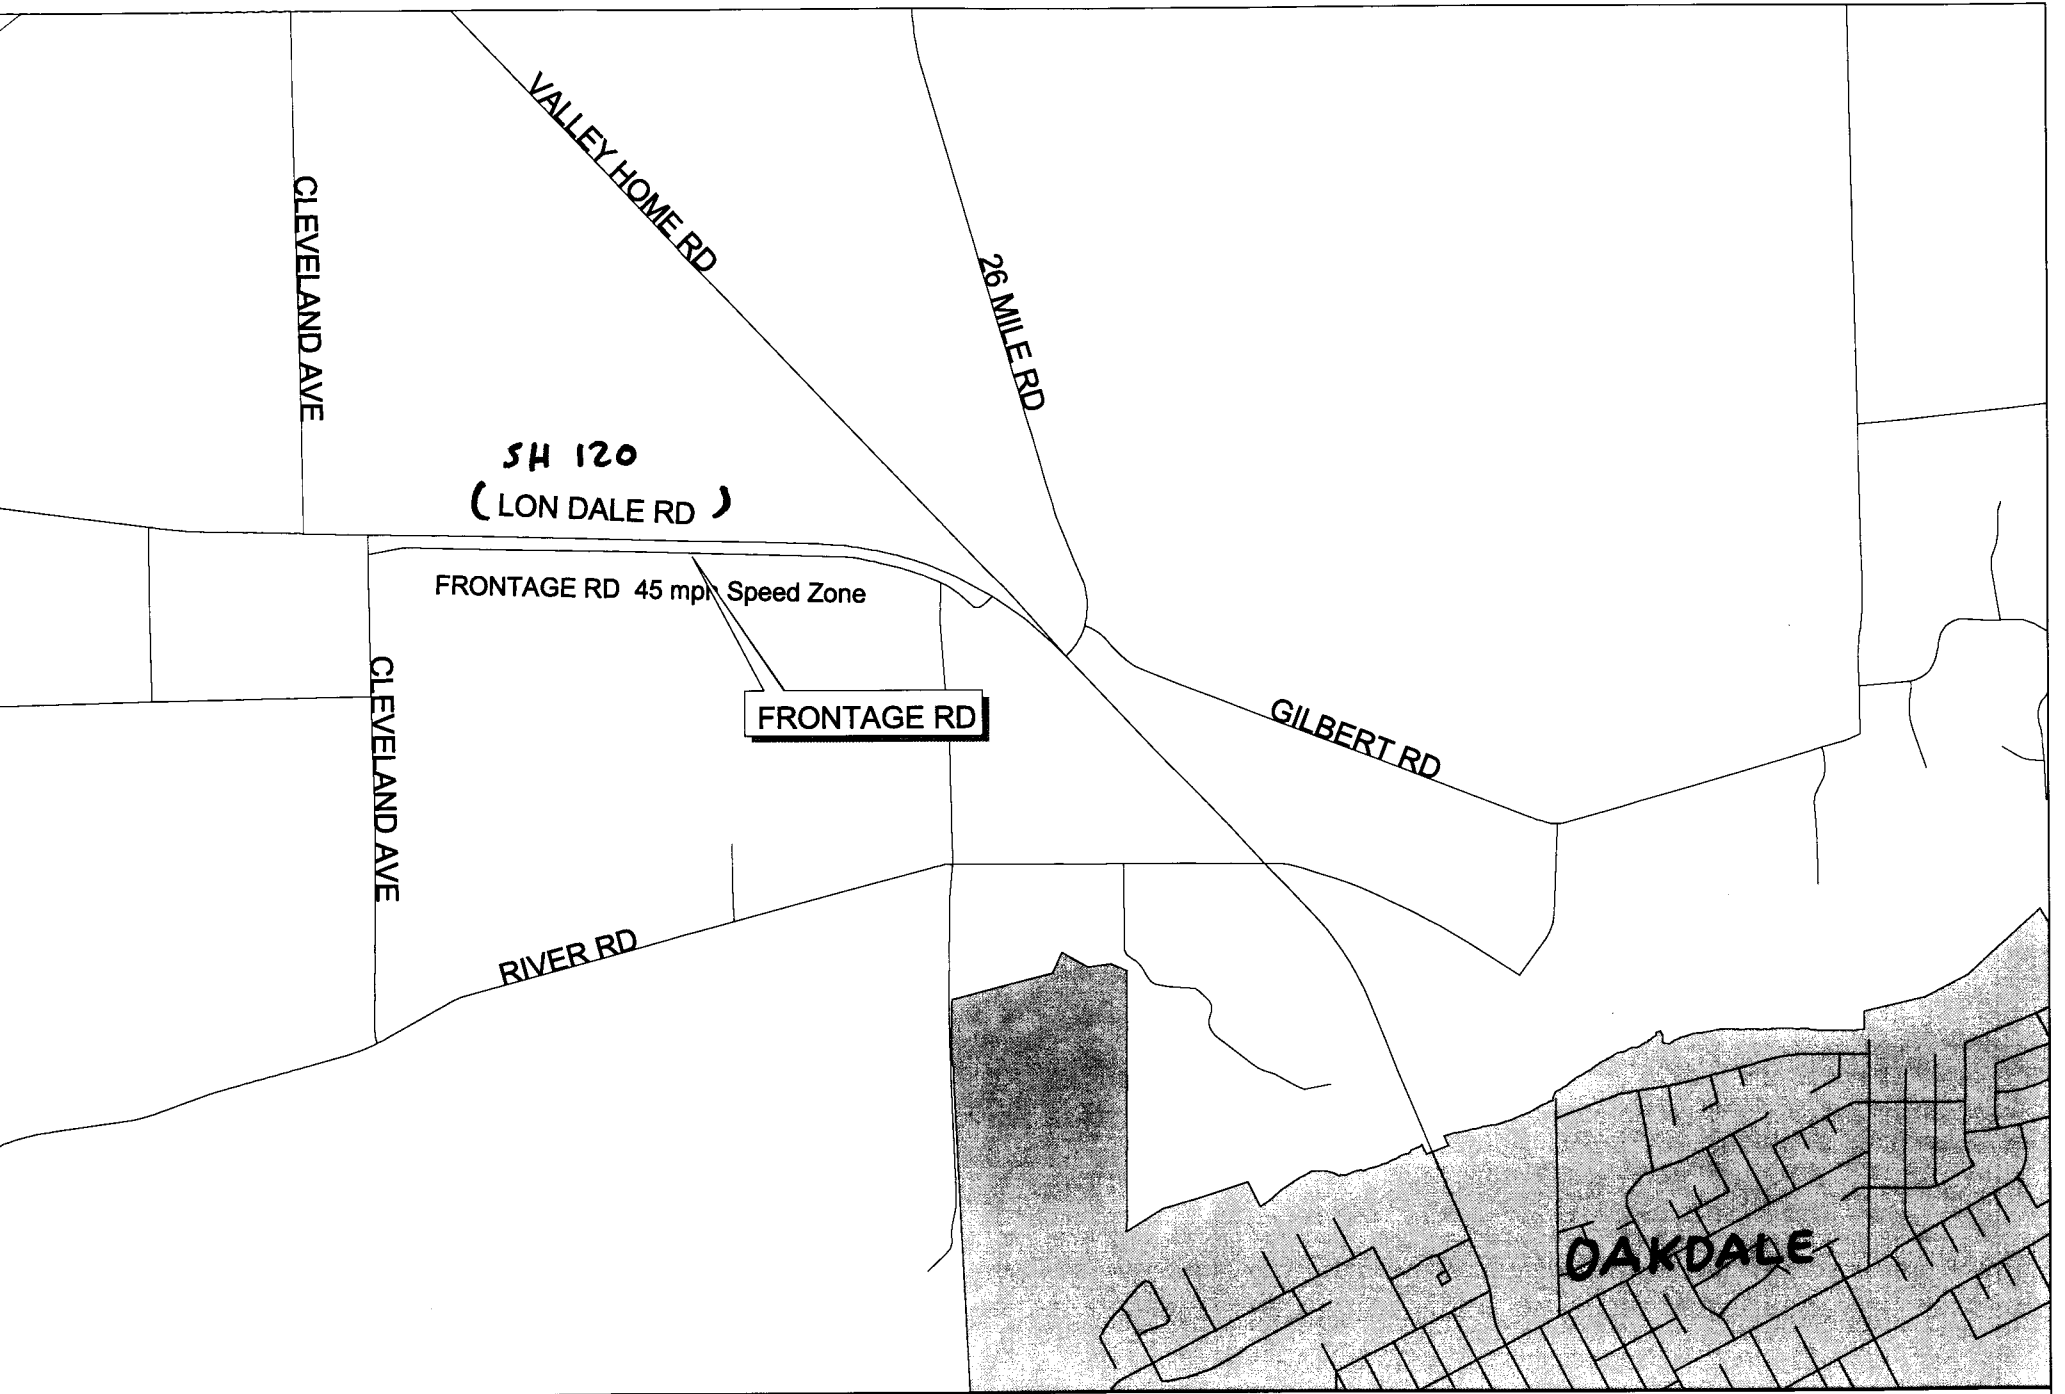 VALLEY HOME RD
CLEVELAND AVE
26 MILE RD
SH 120
( LON DALE RD )
FRONTAGE RD 45 mph Speed Zone
CLEVELAND AVE
FRONTAGE RD
GILBERT RD
RIVER RD
OAKDALE